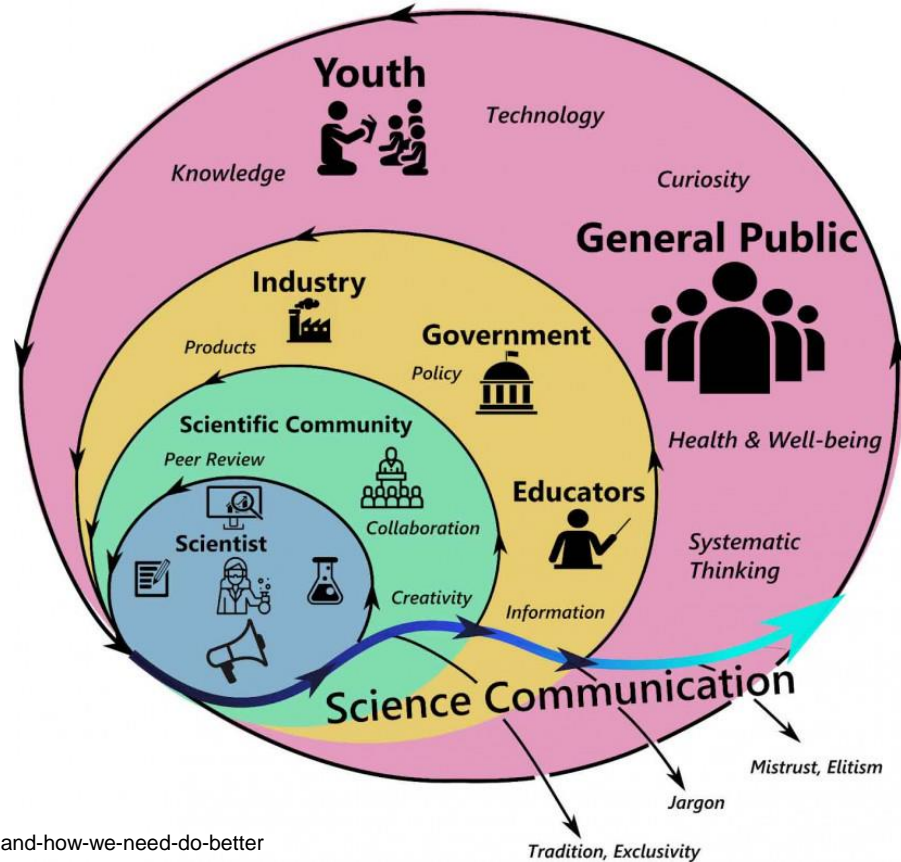 Youth
Technology
Knowledge
Curiosity
General Public
Industry
Government
Products
Policy
Scientific Community
Health & Well-being
Peer Review
Educators
Collaboration
Scientist
Systematic
Thinking
Creativity
Information
Science Communication
Mistrust, Elitism
Jargon
and-how-we-need-do-better
Tradition, Exclusivity